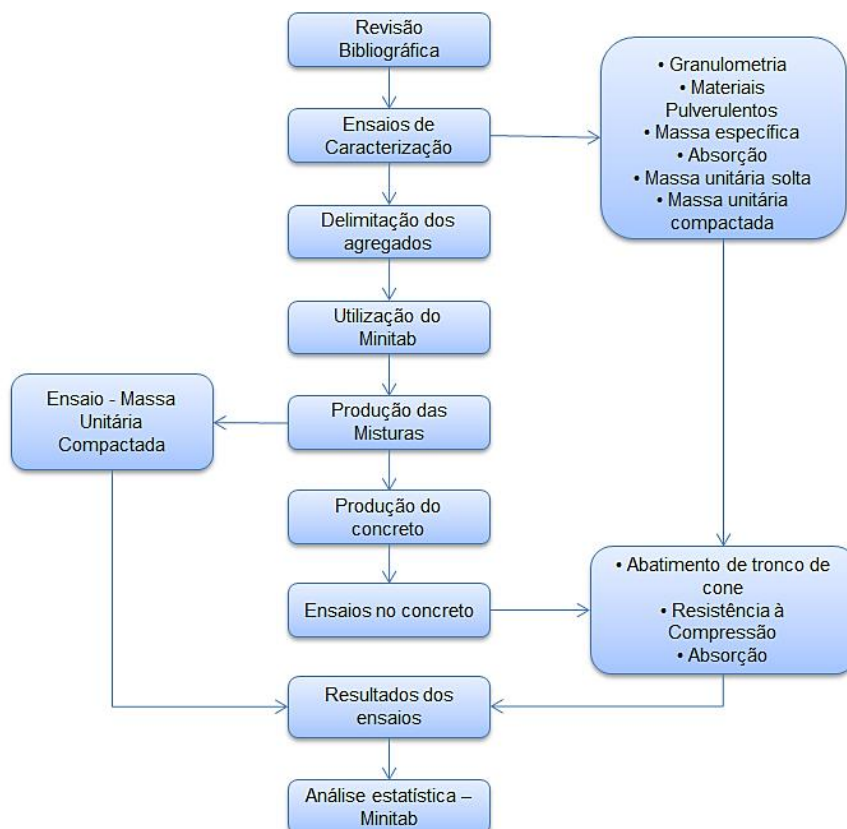 Revisão
Bibliográfica
Ensaios de
Caracterização
• Granulometria
• Materiais
Pulverulentos
• Massa específica
• Absorção
• Massa unitária solta
• Massa unitária
compactada
Delimitação dos
agregados
Utilização do
Minitab
Produção das
Misturas
Ensaio - Massa
Unitária
Compactada
Produção do
concreto
Ensaios no concreto
• Abatimento de tronco de
cone
• Resistência à
Compressão
• Absorção
Resultados dos
ensaios
Análise estatística –
Minitab